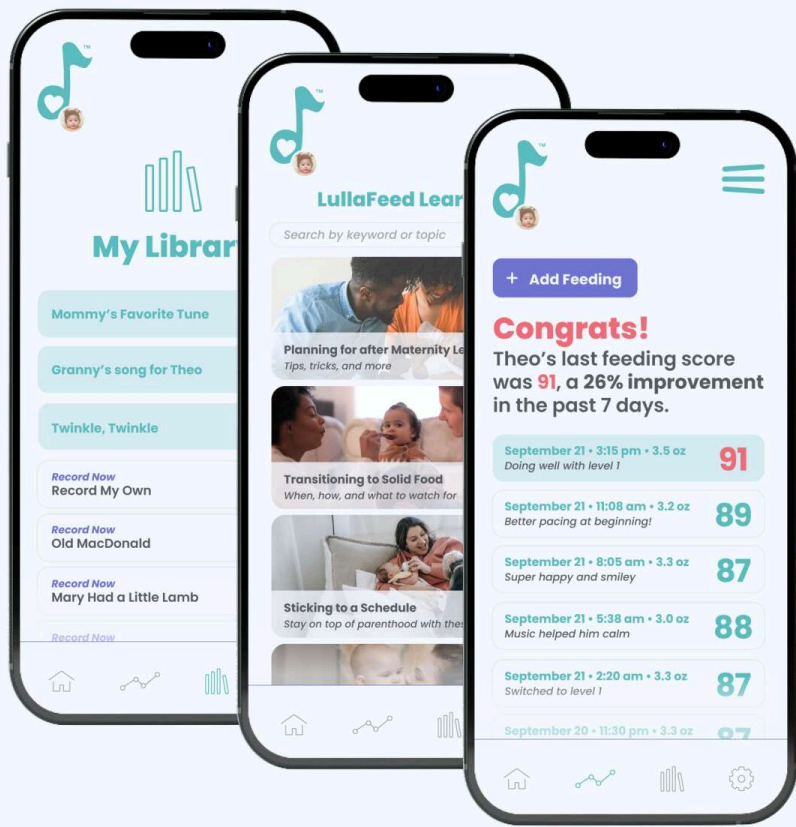 TM
My Librar
Mommy's Favorite Tune
Granny's song for Theo
Twinkle, Twinkle
Record Now
Record My Own
Record Now
Old MacDonald
Record Now
Mary Had a Little Lamb
Record Now
TM
LullaFeed Lear
Search by keyword or topic
Planning for after Maternity Le
Tips, tricks, and more
Transitioning to Solid Food
When, how, and what to watch for
Sticking to a Schedule
Stay on top of parenthood with thes
TM
+ Add Feeding
Congrats!
Theo's last feeding score
was 91, a 26% improvement
in the past 7 days.
September 21 • 3:15 pm • 3.5 oz
Doing well with level 1
91
September 21 • 11:08 am • 3.2 oz
Better pacing at beginning!
89
September 21 • 8:05 am • 3.3 oz
Super happy and smiley
87
September 21 • 5:38 am • 3.0 oz
Music helped him calm
88
September 21 • 2:20 am • 3.3 oz
Switched to level 1
87
September 20 • 11:30 pm • 3.3 oz
87